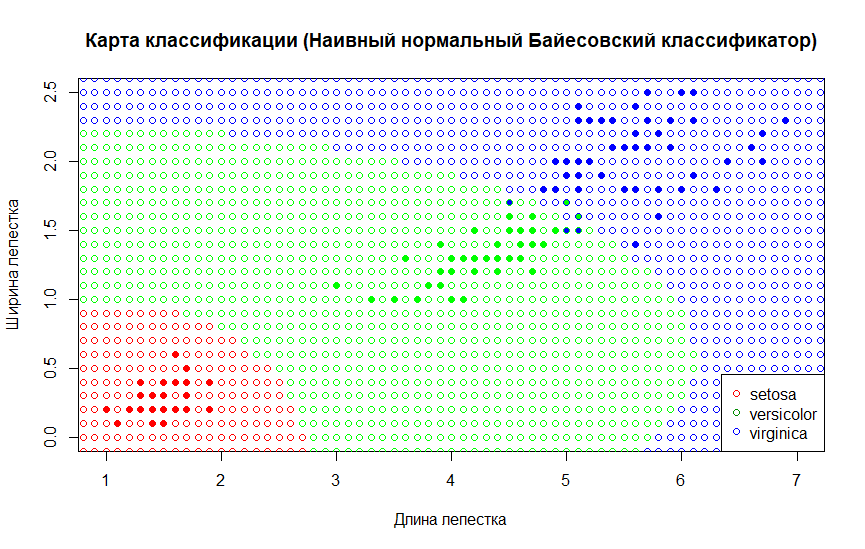 Карта классификации (Наивный нормальный Байесовский классификатор)
Ширина лепестка
2.5
2.0
1.5
1.0
0.5
0.0
setosa
versicolor
virginica
1 2 3 4 5 6 7
Длина лепестка